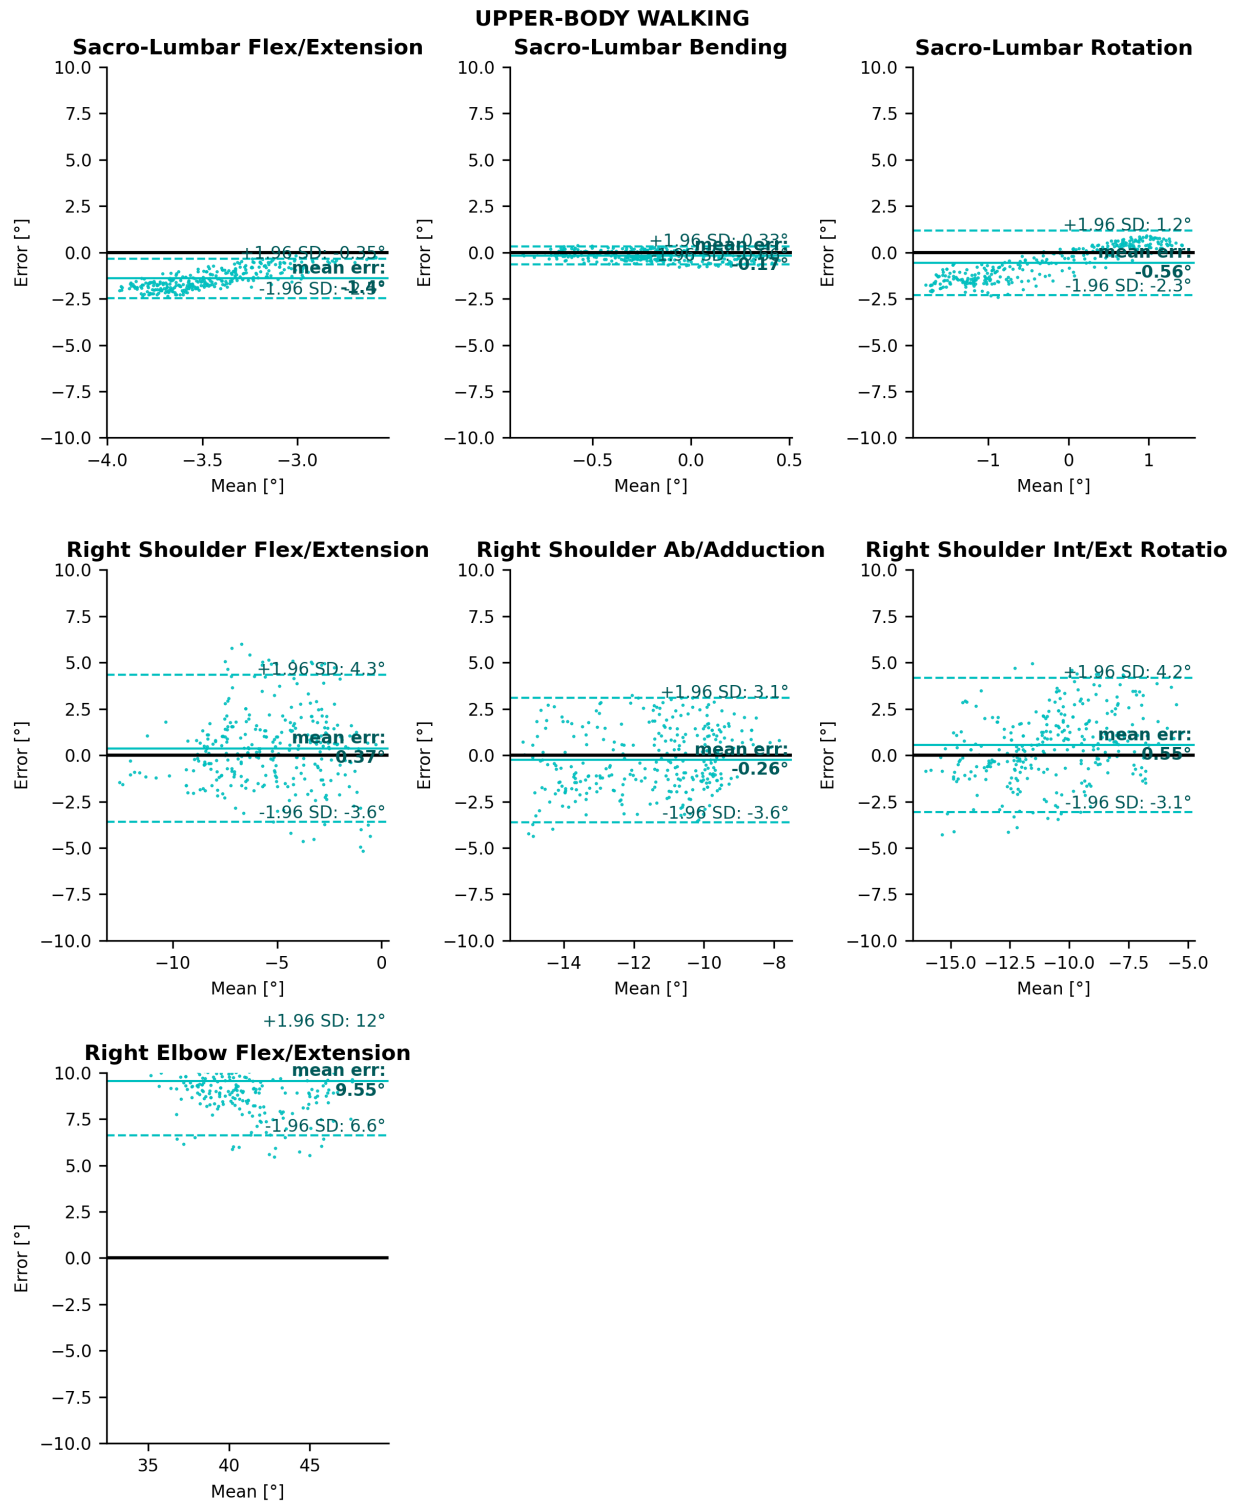 UPPER-BODY WALKING
Sacro-Lumbar Flex/Extension
Sacro-Lumbar Bending
Sacro-Lumbar Rotation
10.0
7.5
5.0
2.5
0.0
−2.5
−5.0
−7.5
−10.0
Error [°]
+1.96 SD: -0.35°
mean err:
-1.4°
-1.96 SD:
−4.0
−3.5
−3.0
Mean [°]
10.0
7.5
5.0
2.5
0.0
−2.5
−5.0
−7.5
−10.0
Error [°]
+1.96 SD: 0.33°
mean err:
-0.17°
−0.5
0.0
0.5
Mean [°]
10.0
7.5
5.0
2.5
0.0
−2.5
−5.0
−7.5
−10.0
Error [°]
+1.96 SD: 1.2°
mean err:
-0.56°
-1.96 SD: -2.3°
−1
0
1
Mean [°]
Right Shoulder Flex/Extension
Right Shoulder Ab/Adduction
Right Shoulder Int/Ext Rotatio
10.0
7.5
5.0
2.5
0.0
−2.5
−5.0
−7.5
−10.0
Error [°]
+1.96 SD: 4.3°
mean err:
0.37°
-1.96 SD: -3.6°
−10
−5
0
Mean [°]
10.0
7.5
5.0
2.5
0.0
−2.5
−5.0
−7.5
−10.0
Error [°]
+1.96 SD: 3.1°
mean err:
-0.26°
-1.96 SD: -3.6°
−14
−12
−10
−8
Mean [°]
10.0
7.5
5.0
2.5
0.0
−2.5
−5.0
−7.5
−10.0
Error [°]
+1.96 SD: 4.2°
mean err:
0.55°
-1.96 SD: -3.1°
−15.0
−12.5
−10.0
−7.5
−5.0
Mean [°]
+1.96 SD: 12°
Right Elbow Flex/Extension
mean err:
9.55°
-1.96 SD: 6.6°
10.0
7.5
5.0
2.5
0.0
−2.5
−5.0
−7.5
−10.0
Error [°]
35
40
45
Mean [°]